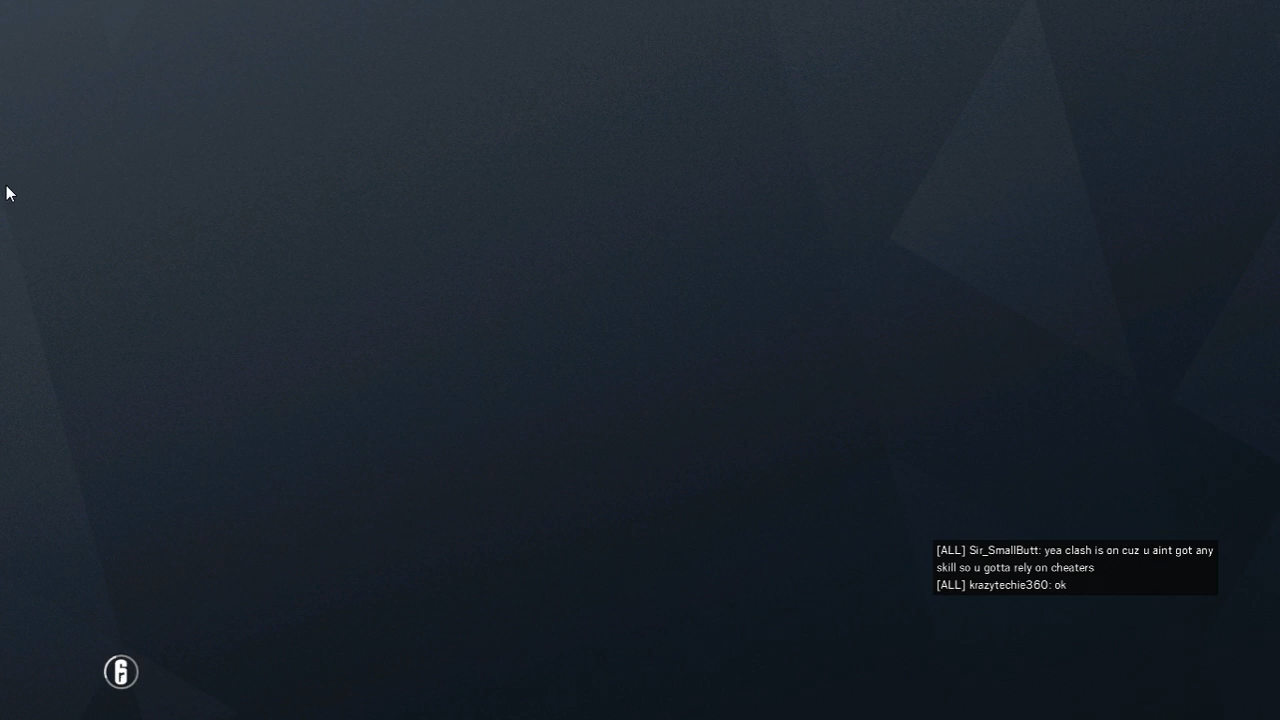 [ALL] Sir_SmallButt: yea clash is on cuz u aint got any
skill so u gotta rely on cheaters
[ALL] krazytechie360: ok
6